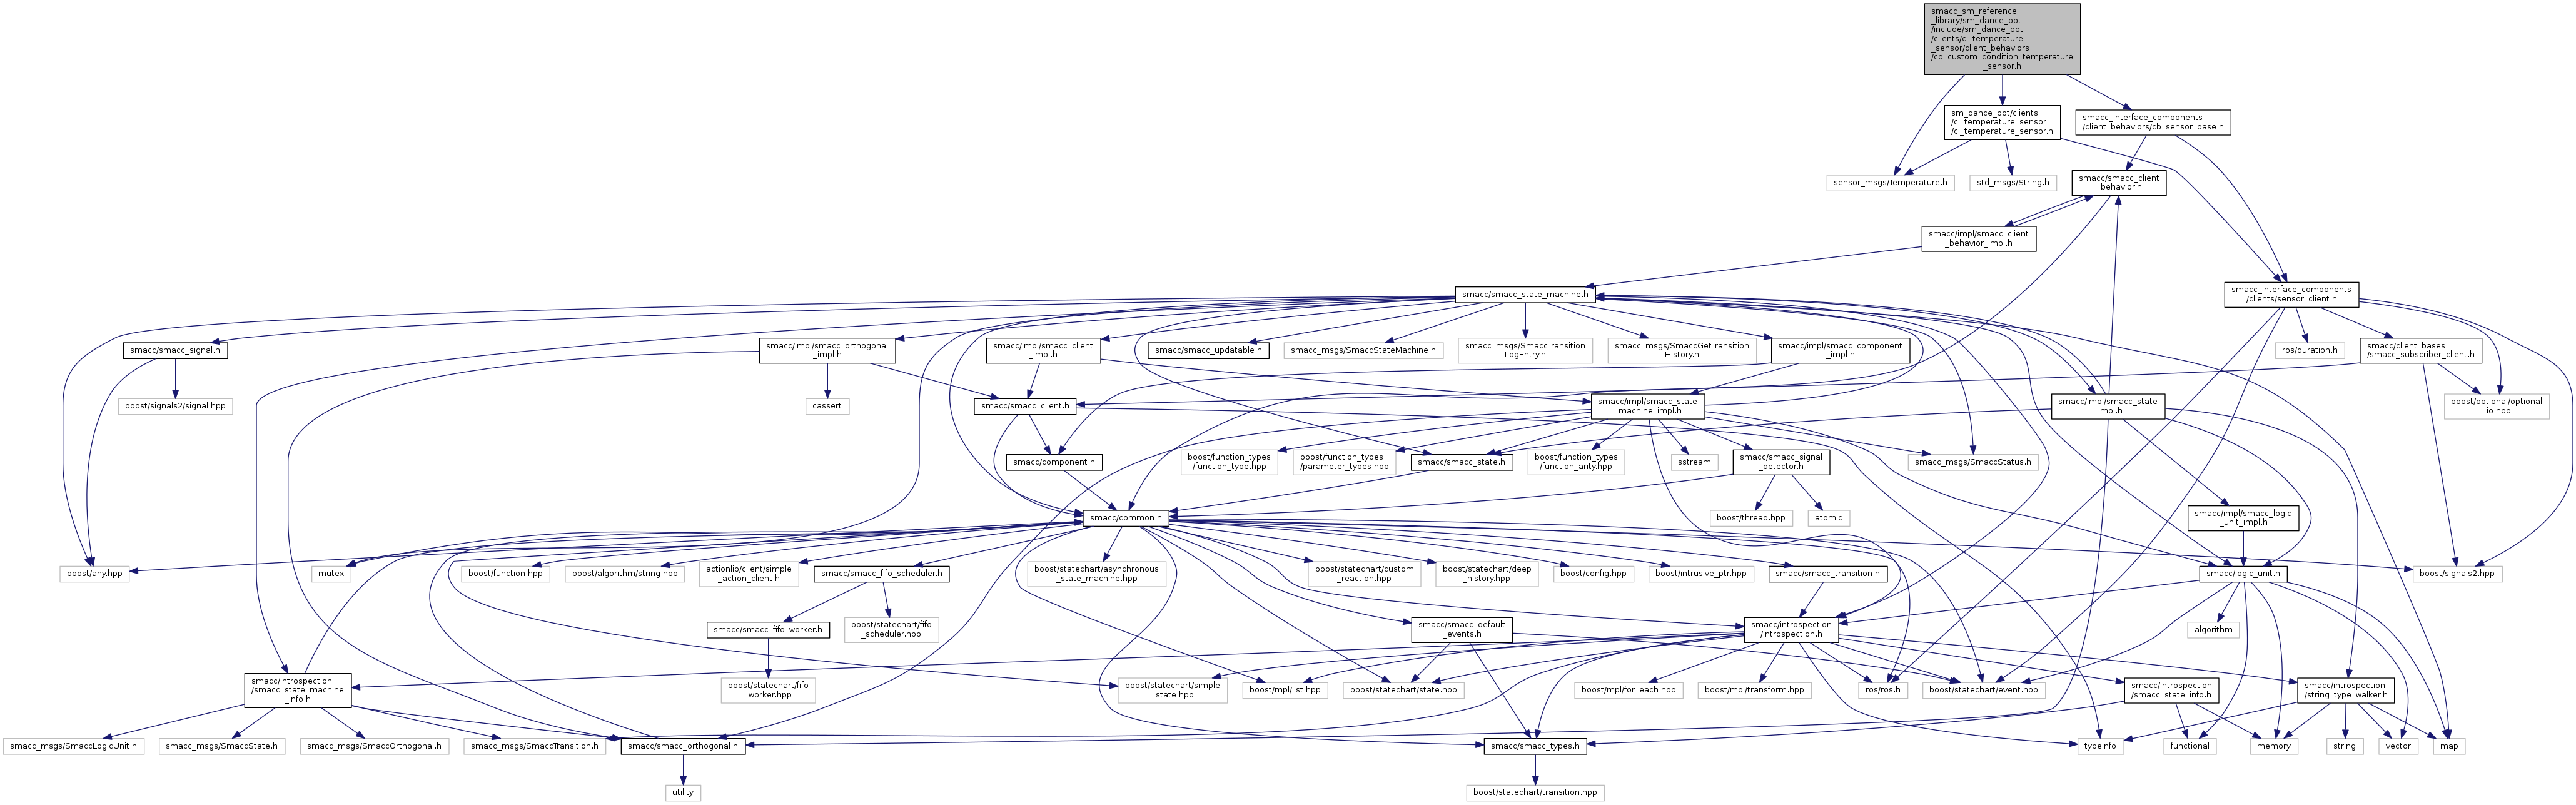 smacc_sm_reference
_library/sm_dance_bot
/include/sm_dance_bot
/clients/cl_temperature
_sensor/client_behaviors
/cb_custom_condition_temperature
_sensor.h
sm_dance_bot/clients
/cl_temperature_sensor
/cl_temperature_sensor.h
smacc_interface_components
/client_behaviors/cb_sensor_base.h
sensor_msgs/Temperature.h
std_msgs/String.h
smacc/smacc_client
_behavior.h
smacc/impl/smacc_client
_behavior_impl.h
smacc/smacc_state_machine.h
smacc_interface_components
/clients/sensor_client.h
smacc/smacc_signal.h
smacc/impl/smacc_orthogonal
_impl.h
smacc/impl/smacc_client
_impl.h
smacc/smacc_updatable.h
smacc_msgs/SmaccStateMachine.h
smacc_msgs/SmaccTransition
LogEntry.h
smacc_msgs/SmaccGetTransition
History.h
smacc/impl/smacc_component
_impl.h
ros/duration.h
smacc/client_bases
/smacc_subscriber_client.h
boost/signals2/signal.hpp
cassert
smacc/smacc_client.h
smacc/impl/smacc_state
_machine_impl.h
smacc/impl/smacc_state
_impl.h
boost/optional/optional
_io.hpp
smacc/component.h
boost/function_types
/function_type.hpp
boost/function_types
/parameter_types.hpp
smacc/smacc_state.h
boost/function_types
/function_arity.hpp
sstream
smacc/smacc_signal
_detector.h
smacc_msgs/SmaccStatus.h
smacc/common.h
boost/thread.hpp
atomic
smacc/impl/smacc_logic
_unit_impl.h
boost/any.hpp
mutex
boost/function.hpp
boost/algorithm/string.hpp
actionlib/client/simple
_action_client.h
smacc/smacc_fifo_scheduler.h
boost/statechart/asynchronous
_state_machine.hpp
boost/statechart/custom
_reaction.hpp
boost/statechart/deep
_history.hpp
boost/config.hpp
boost/intrusive_ptr.hpp
smacc/smacc_transition.h
smacc/logic_unit.h
boost/signals2.hpp
smacc/smacc_fifo_worker.h
boost/statechart/fifo
_scheduler.hpp
smacc/smacc_default
_events.h
smacc/introspection
/introspection.h
algorithm
smacc/introspection
/smacc_state_machine
_info.h
boost/statechart/fifo
_worker.hpp
boost/statechart/simple
_state.hpp
boost/mpl/list.hpp
boost/statechart/state.hpp
boost/mpl/for_each.hpp
boost/mpl/transform.hpp
ros/ros.h
boost/statechart/event.hpp
smacc/introspection
/smacc_state_info.h
smacc/introspection
/string_type_walker.h
smacc_msgs/SmaccLogicUnit.h
smacc_msgs/SmaccState.h
smacc_msgs/SmaccOrthogonal.h
smacc_msgs/SmaccTransition.h
smacc/smacc_orthogonal.h
smacc/smacc_types.h
typeinfo
functional
memory
string
vector
map
utility
boost/statechart/transition.hpp